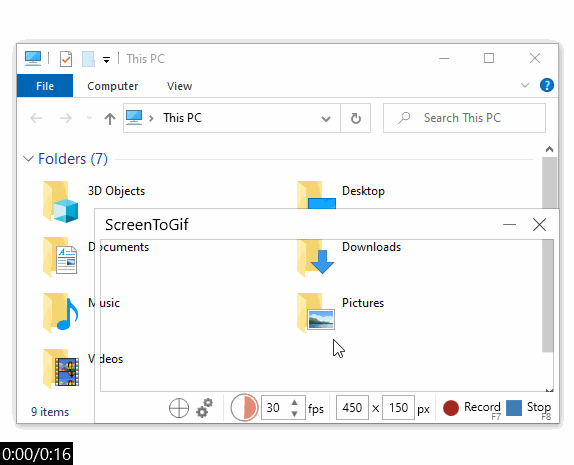 This PC
File Computer View
This PC Search This PC
Folders (7)
3D Objects Desktop
ScreenToGif
Documents Downloads
Music Pictures
Videos
9 items
30 fps 450 x 150 px Record F7 Stop F8
0:00/0:16